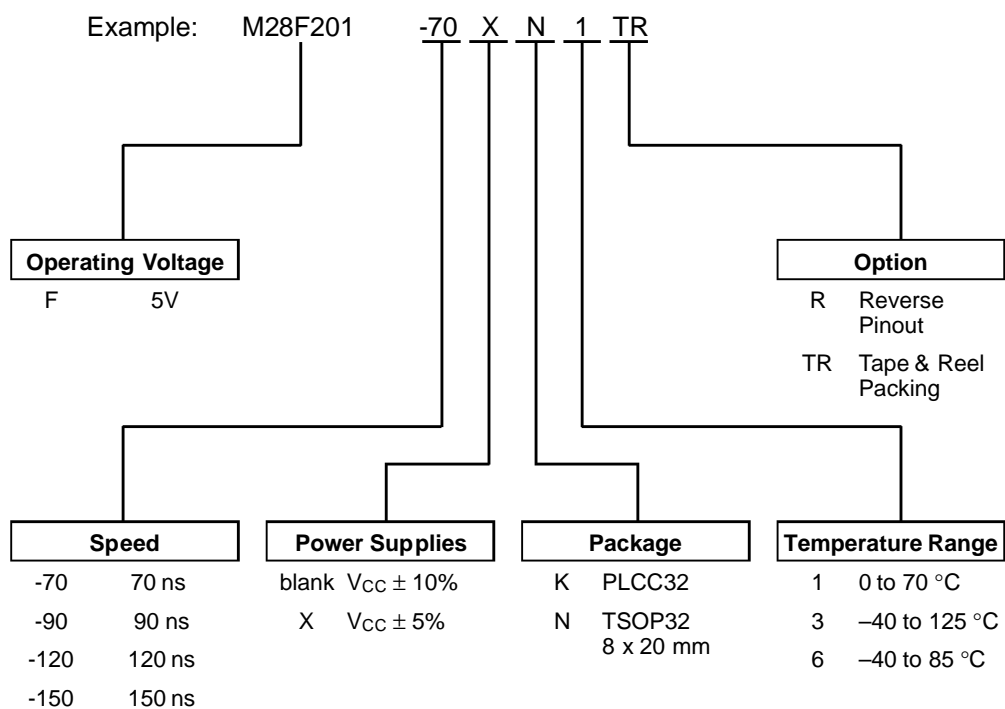 Example: M28F201 -70 X N 1 TR
Operating Voltage
F 5V
Option
R Reverse
Pinout
TR Tape & Reel
Packing
Speed
-70 70 ns
-90 90 ns
-120 120 ns
-150 150 ns
Power Supplies
blank VCC ± 10%
X VCC ± 5%
Package
K PLCC32
N TSOP32
8 x 20 mm
Temperature Range
1 0 to 70 °C
3 –40 to 125 °C
6 –40 to 85 °C